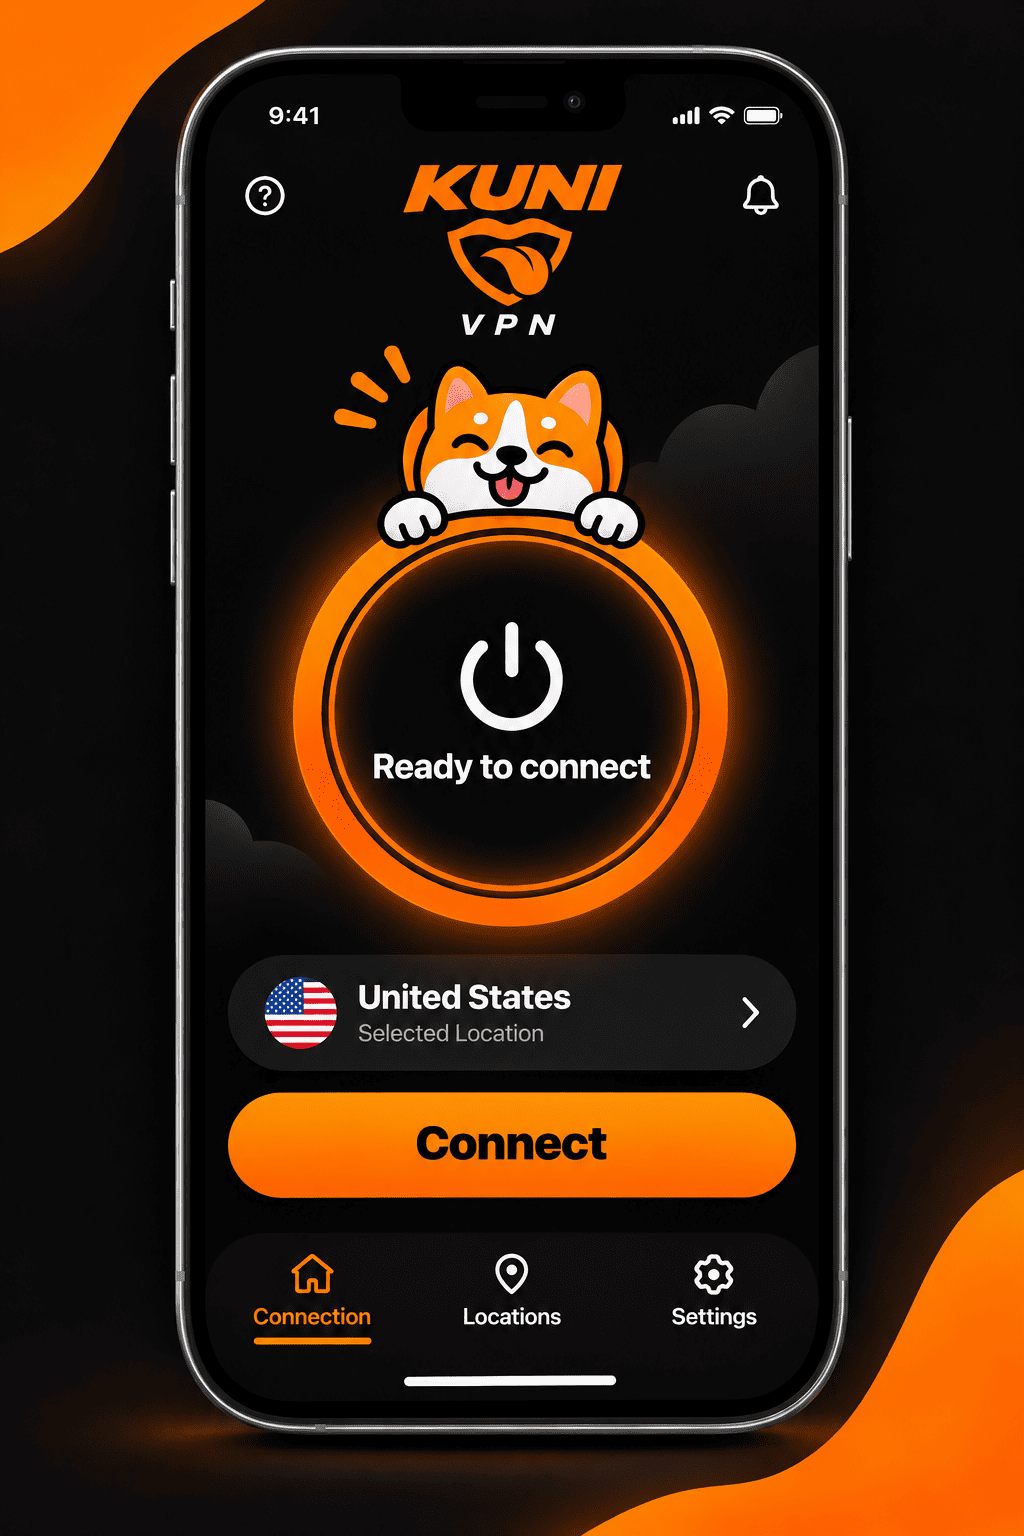 9:41
KUNI
VPN
Ready to connect
United States
Selected Location
Connect
Connection
Locations
Settings